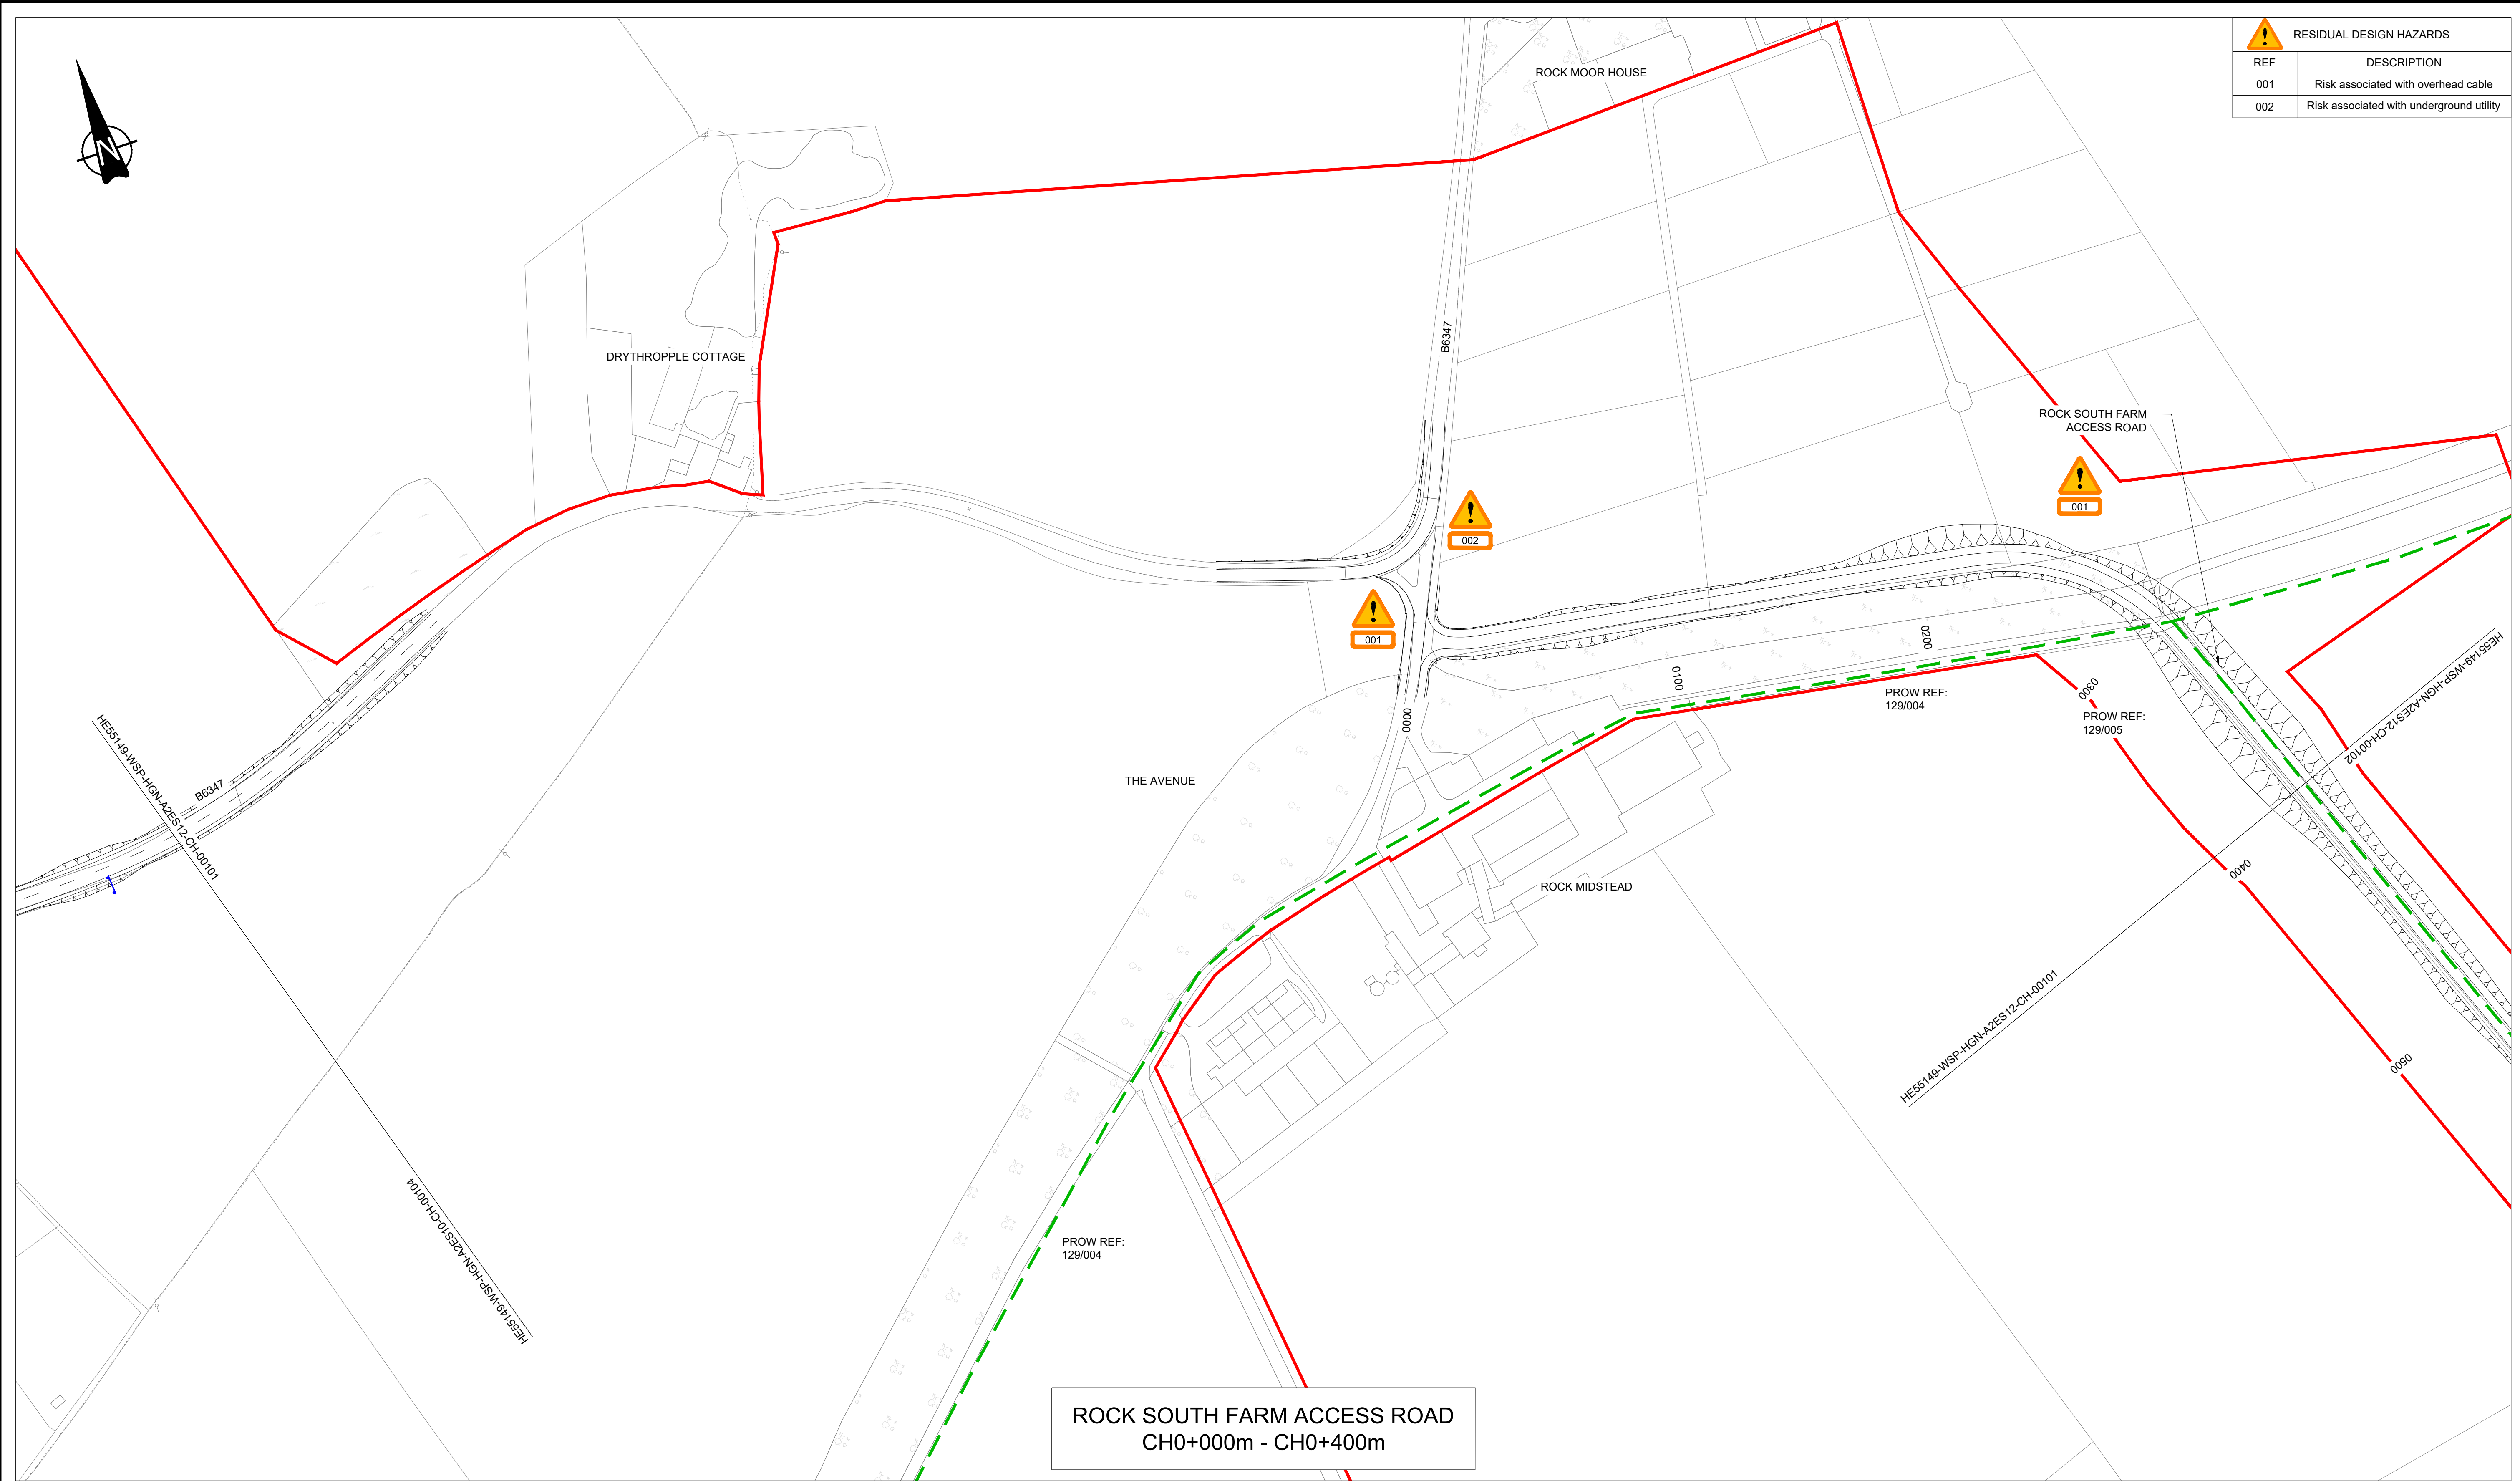 RESIDUAL DESIGN HAZARDS
REF DESCRIPTION
001 Risk associated with overhead cable
002 Risk associated with underground utility
N
ROCK MOOR HOUSE
DRYTHROPPLE COTTAGE
B6347
ROCK SOUTH FARM
ACCESS ROAD
001
002
001
0000
0100
0200
0300
0400
0500
PROW REF:
129/004
PROW REF:
129/005
HE55149-WSP-HGN-A2ES12-CH-00102
HE55149-WSP-HGN-A2ES12-CH-00101
THE AVENUE
B6347
HE55149-WSP-HGN-A2ES12-CH-00101
HE55149-WSP-HGN-A2ES10-CH-00104
ROCK MIDSTEAD
PROW REF:
129/004
ROCK SOUTH FARM ACCESS ROAD
CH0+000m - CH0+400m